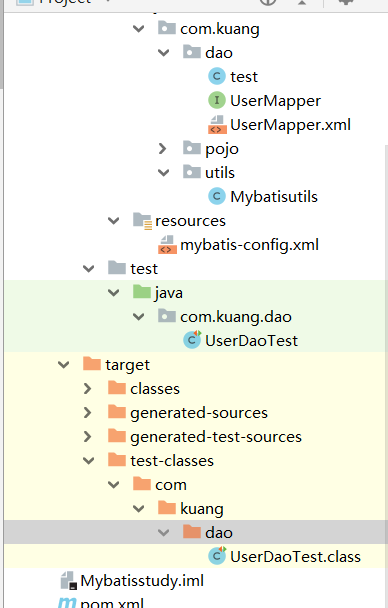 Project
com.kuang
dao
test
UserMapper
UserMapper.xml
pojo
utils
Mybatisutils
resources
mybatis-config.xml
test
java
com.kuang.dao
UserDaoTest
target
classes
generated-sources
generated-test-sources
test-classes
com
kuang
dao
UserDaoTest.class
Mybatisstudy.iml
pom.xml